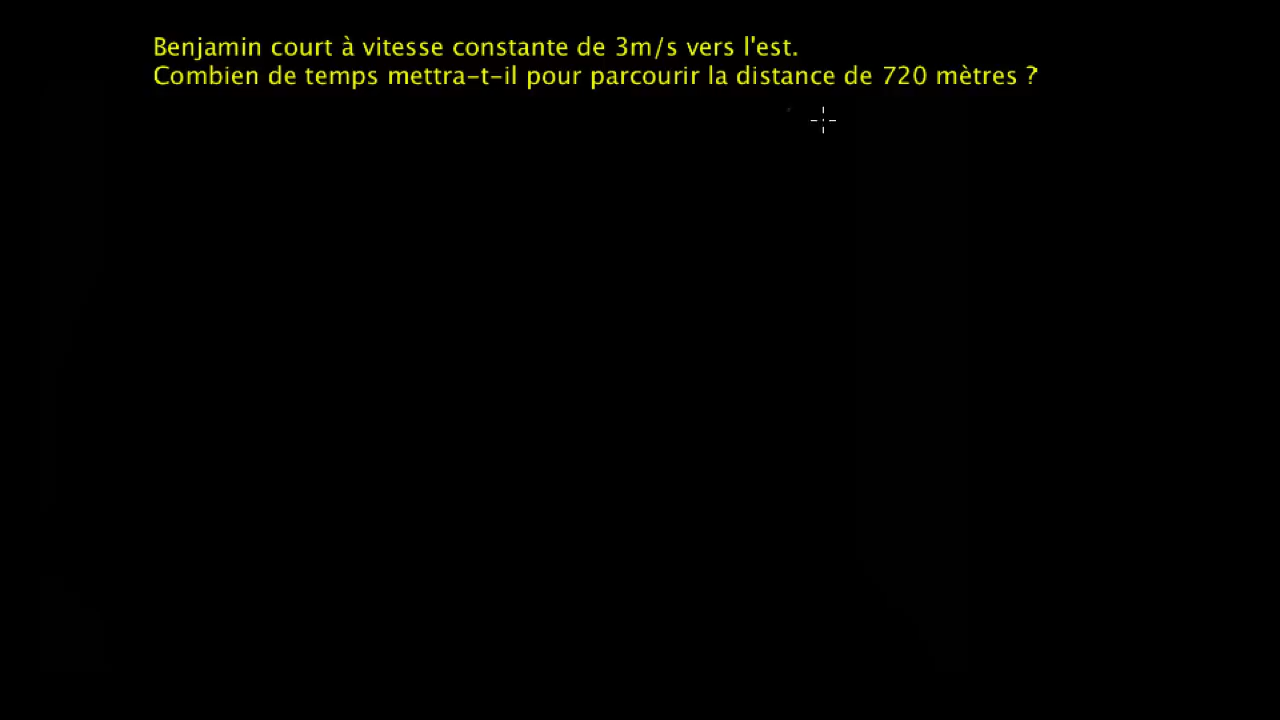 Benjamin court à vitesse constante de 3m/s vers l'est.
Combien de temps mettra-t-il pour parcourir la distance de 720 mètres ?